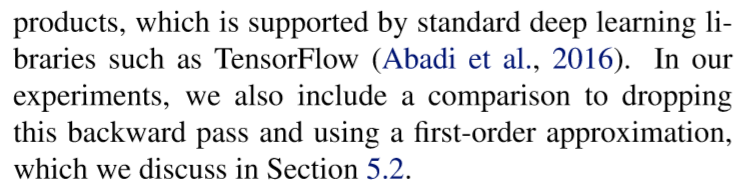 products, which is supported by standard deep learning li-
braries such as TensorFlow (Abadi et al., 2016). In our
experiments, we also include a comparison to dropping
this backward pass and using a first-order approximation,
which we discuss in Section 5.2.